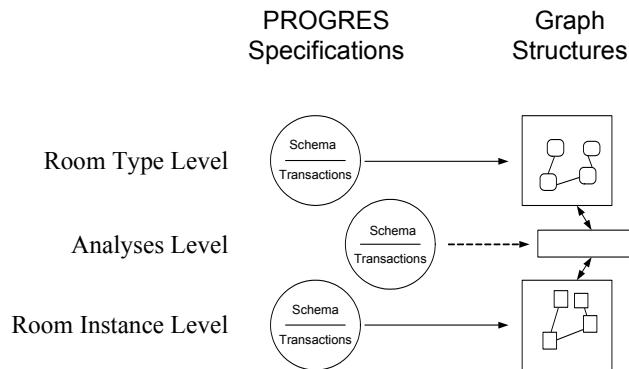 PROGRES
Specifications
Graph
Structures
Room Type Level
Schema
Transactions
Analyses Level
Schema
Transactions
Room Instance Level
Schema
Transactions